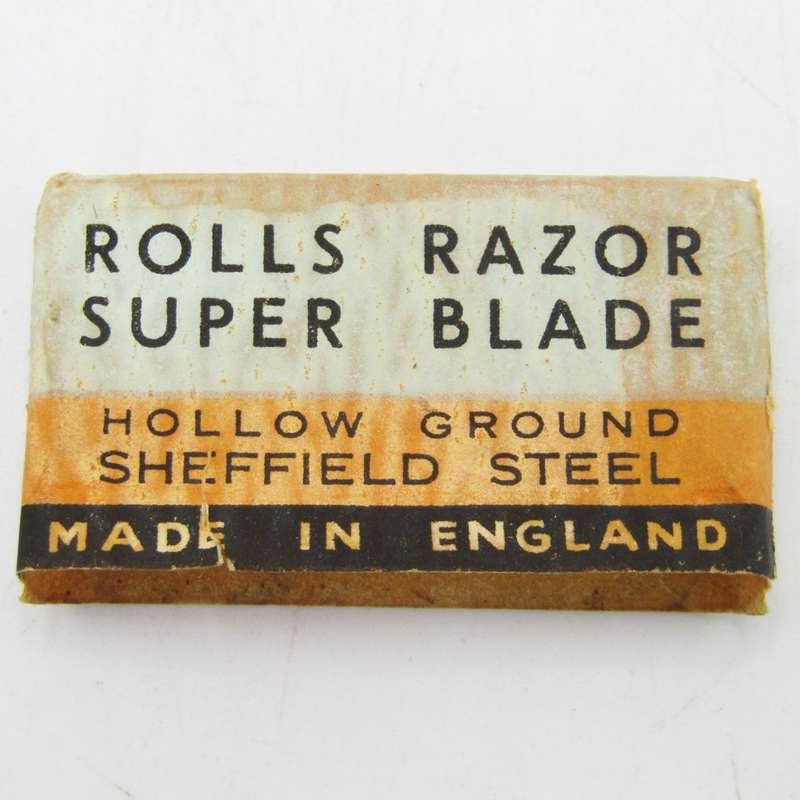 ROLLS RAZOR
SUPER BLADE
HOLLOW GROUND
SHEFFIELD STEEL
MADE IN ENGLAND